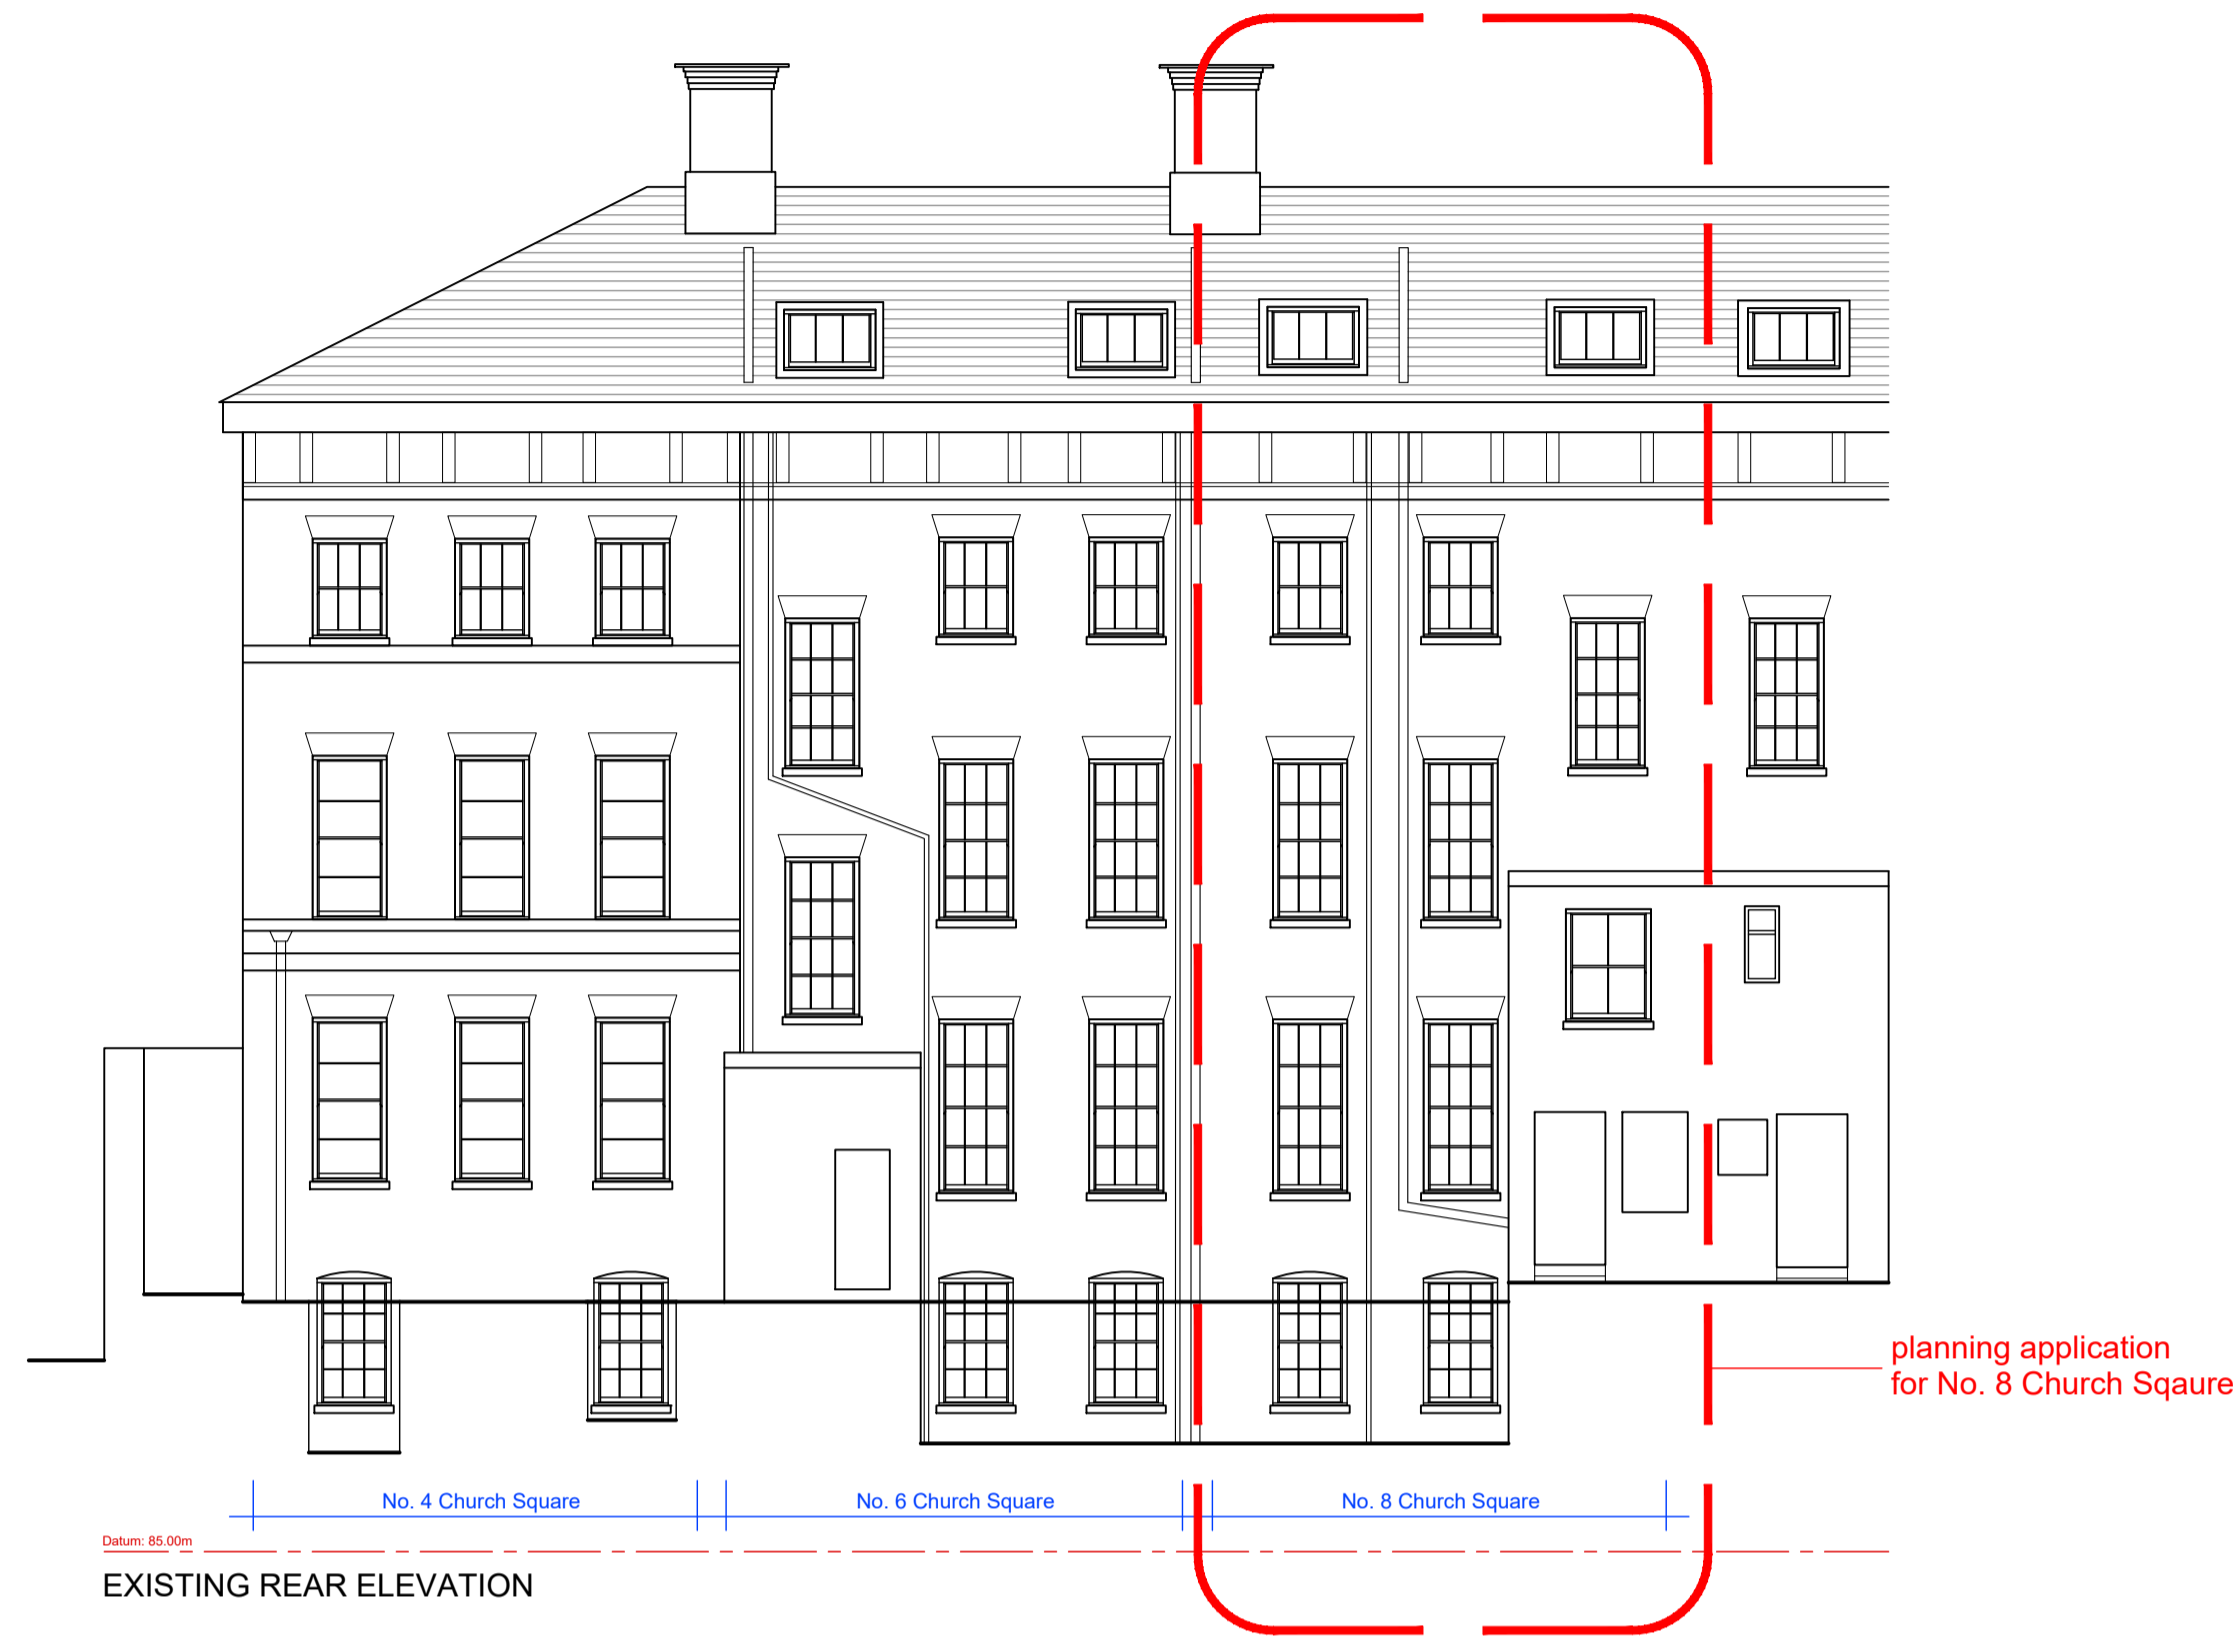 planning application
for No. 8 Church Sqaure
No. 4 Church Square
No. 6 Church Square
No. 8 Church Square
Datum: 85.00m
EXISTING REAR ELEVATION